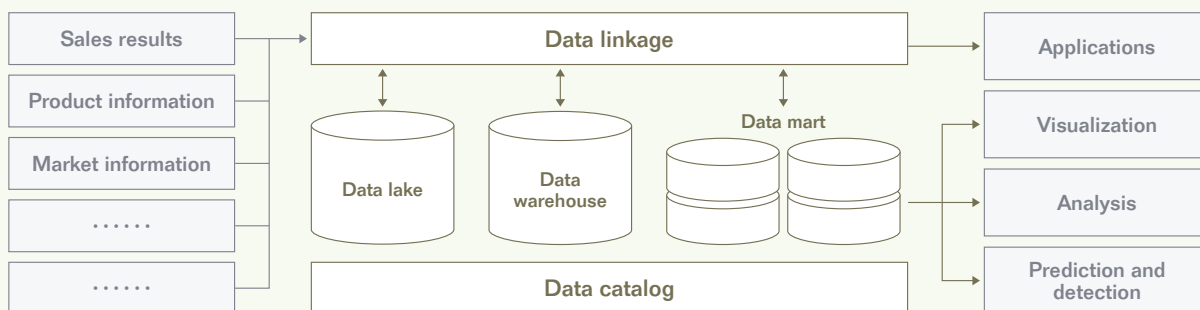 Sales results
Product information
Market information
······
······
Data linkage
Data lake
Data
warehouse
Data mart
Data catalog
Applications
Visualization
Analysis
Prediction and
detection